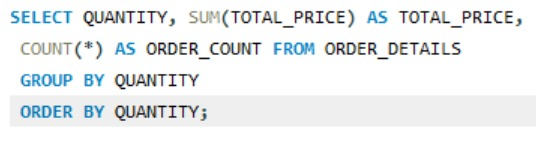 SELECT QUANTITY, SUM(TOTAL_PRICE) AS TOTAL_PRICE,
COUNT(*) AS ORDER_COUNT FROM ORDER_DETAILS
GROUP BY QUANTITY
ORDER BY QUANTITY;